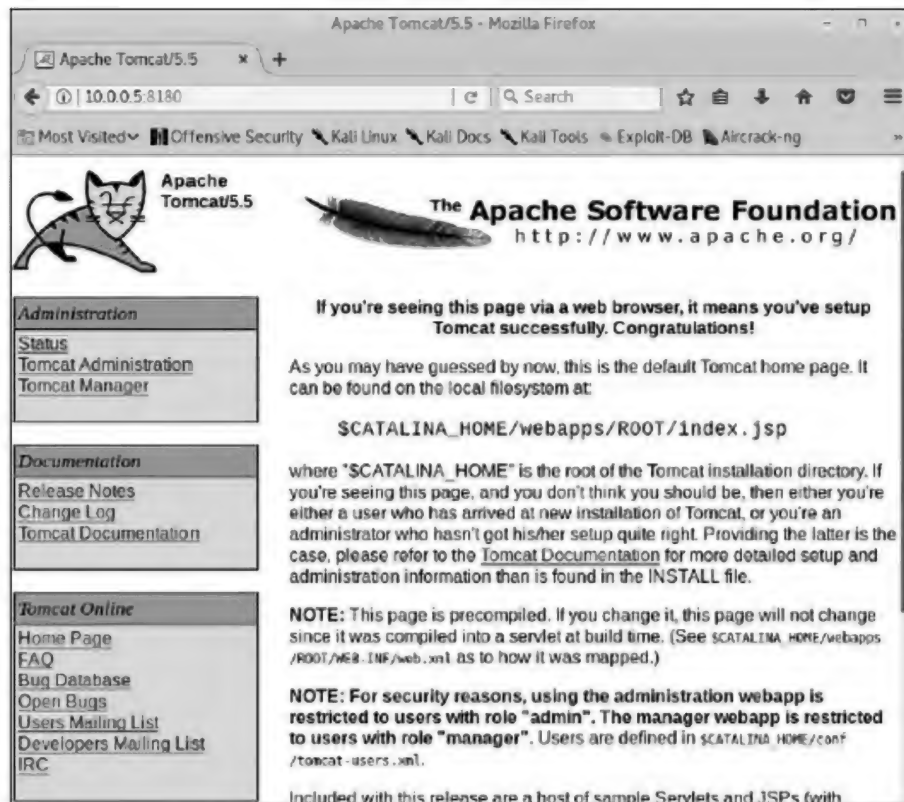 Apache Tomcat/5.5 - Mozilla Firefox
Apache Tomcat/5.5 × +
10.0.0.5:8180
Search
Most Visited
Offensive Security
Kali Linux
Kali Docs
Kali Tools
Exploit-DB
Aircrack-ng
»
Apache
Tomcat/5.5
The Apache Software Foundation
http://www.apache.org/
Administration
Status
Tomcat Administration
Tomcat Manager
Documentation
Release Notes
Change Log
Tomcat Documentation
Tomcat Online
Home Page
FAQ
Bug Database
Open Bugs
Users Mailing List
Developers Mailing List
IRC
If you're seeing this page via a web browser, it means you've setup
Tomcat successfully. Congratulations!
As you may have guessed by now, this is the default Tomcat home page. It
can be found on the local filesystem at:
$CATALINA_HOME/webapps/ROOT/index.jsp
where "$CATALINA_HOME" is the root of the Tomcat installation directory. If
you're seeing this page, and you don't think you should be, then either you're
either a user who has arrived at new installation of Tomcat, or you're an
administrator who hasn't got his/her setup quite right. Providing the latter is the
case, please refer to the Tomcat Documentation for more detailed setup and
administration information than is found in the INSTALL file.
NOTE: This page is precompiled. If you change it, this page will not change
since it was compiled into a servlet at build time. (See $CATALINA_HOME/webapps
/ROOT/WEB-INF/web.xml as to how it was mapped.)
NOTE: For security reasons, using the administration webapp is
restricted to users with role "admin". The manager webapp is restricted
to users with role "manager". Users are defined in $CATALINA_HOME/conf
/tomcat-users.xml.
Included with this release are a host of sample Servlets and JSPs (with